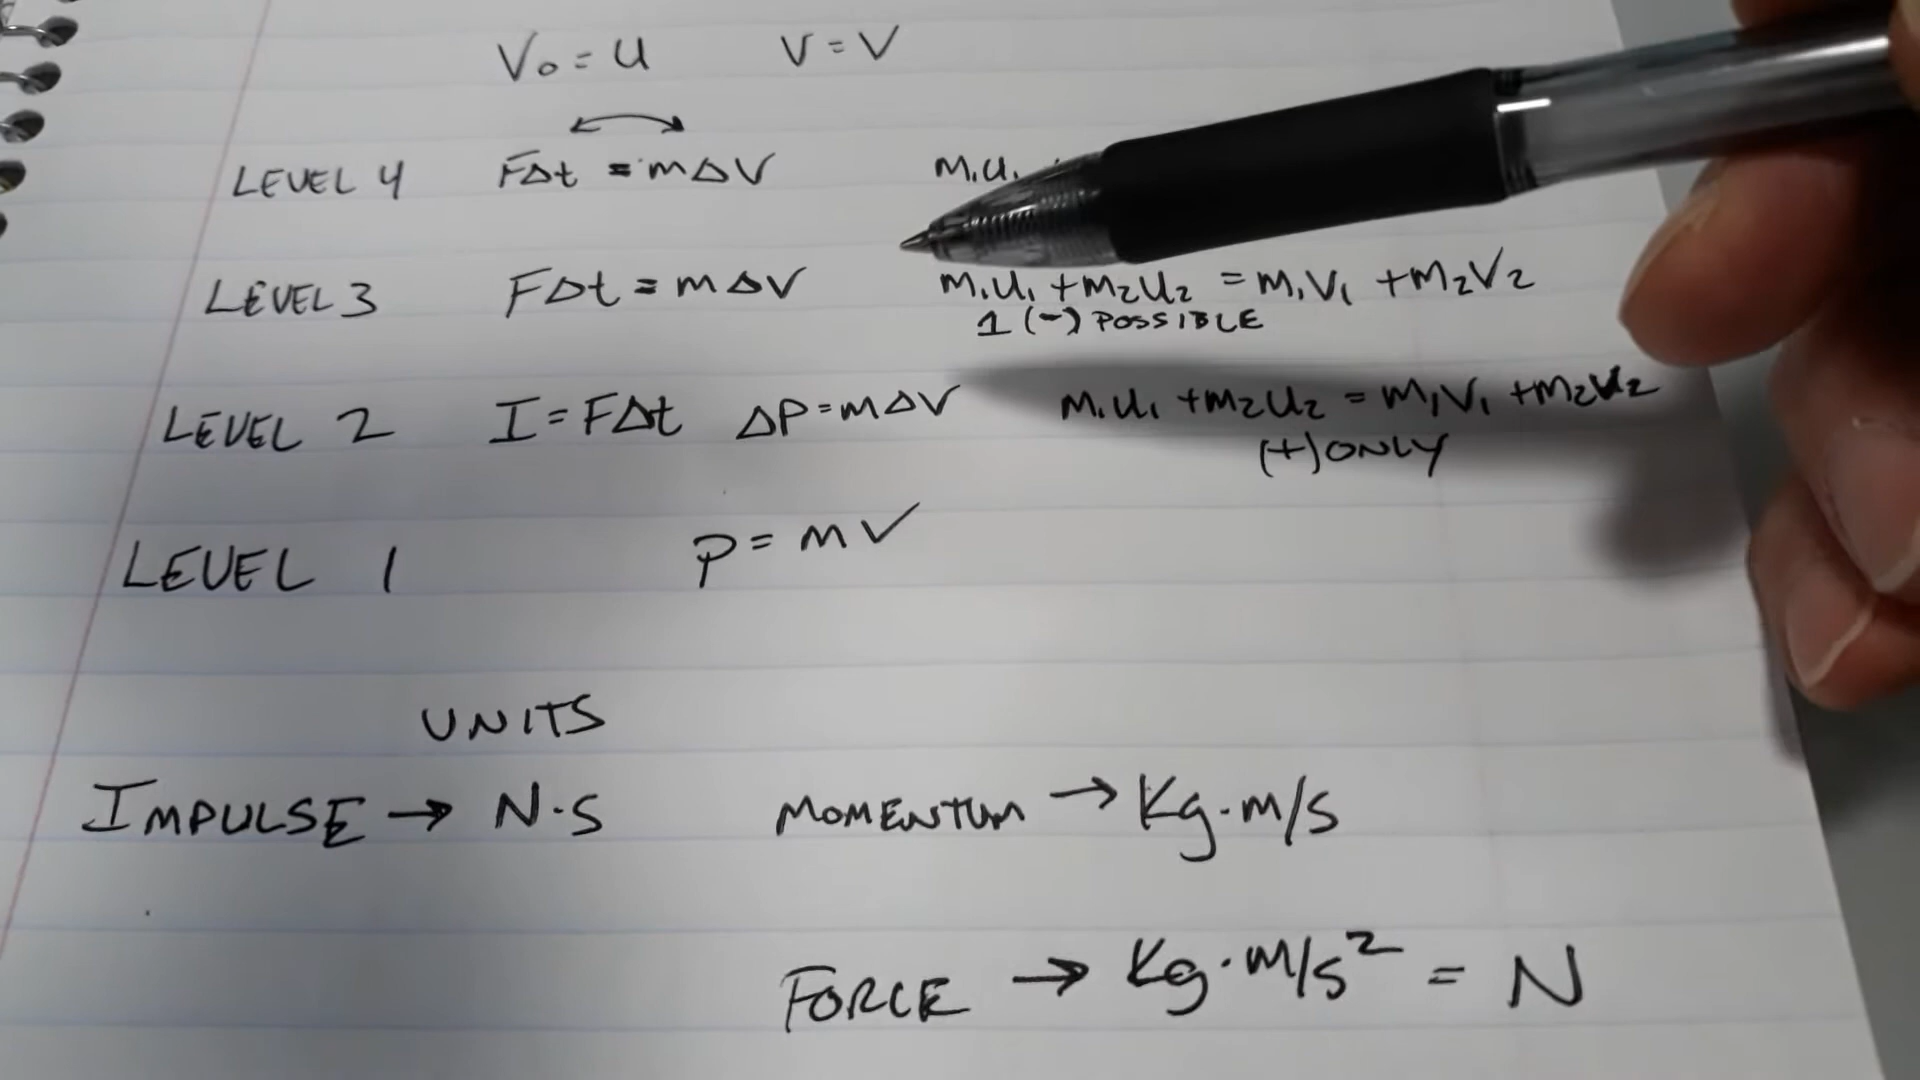 V₀ = u V = V
LEVEL 4 FΔt = mΔV m₁u₁
LEVEL 3 FΔt = mΔV m₁u₁ + m₂u₂ = m₁V₁ + m₂V₂
1 (-) POSSIBLE
LEVEL 2 I = FΔt ΔP = mΔV m₁u₁ + m₂u₂ = m₁V₁ + m₂V₂
(+) ONLY
LEVEL 1 P = mV
UNITS
IMPULSE → N·S MOMENTUM → Kg·m/s
FORCE → Kg·m/s² = N